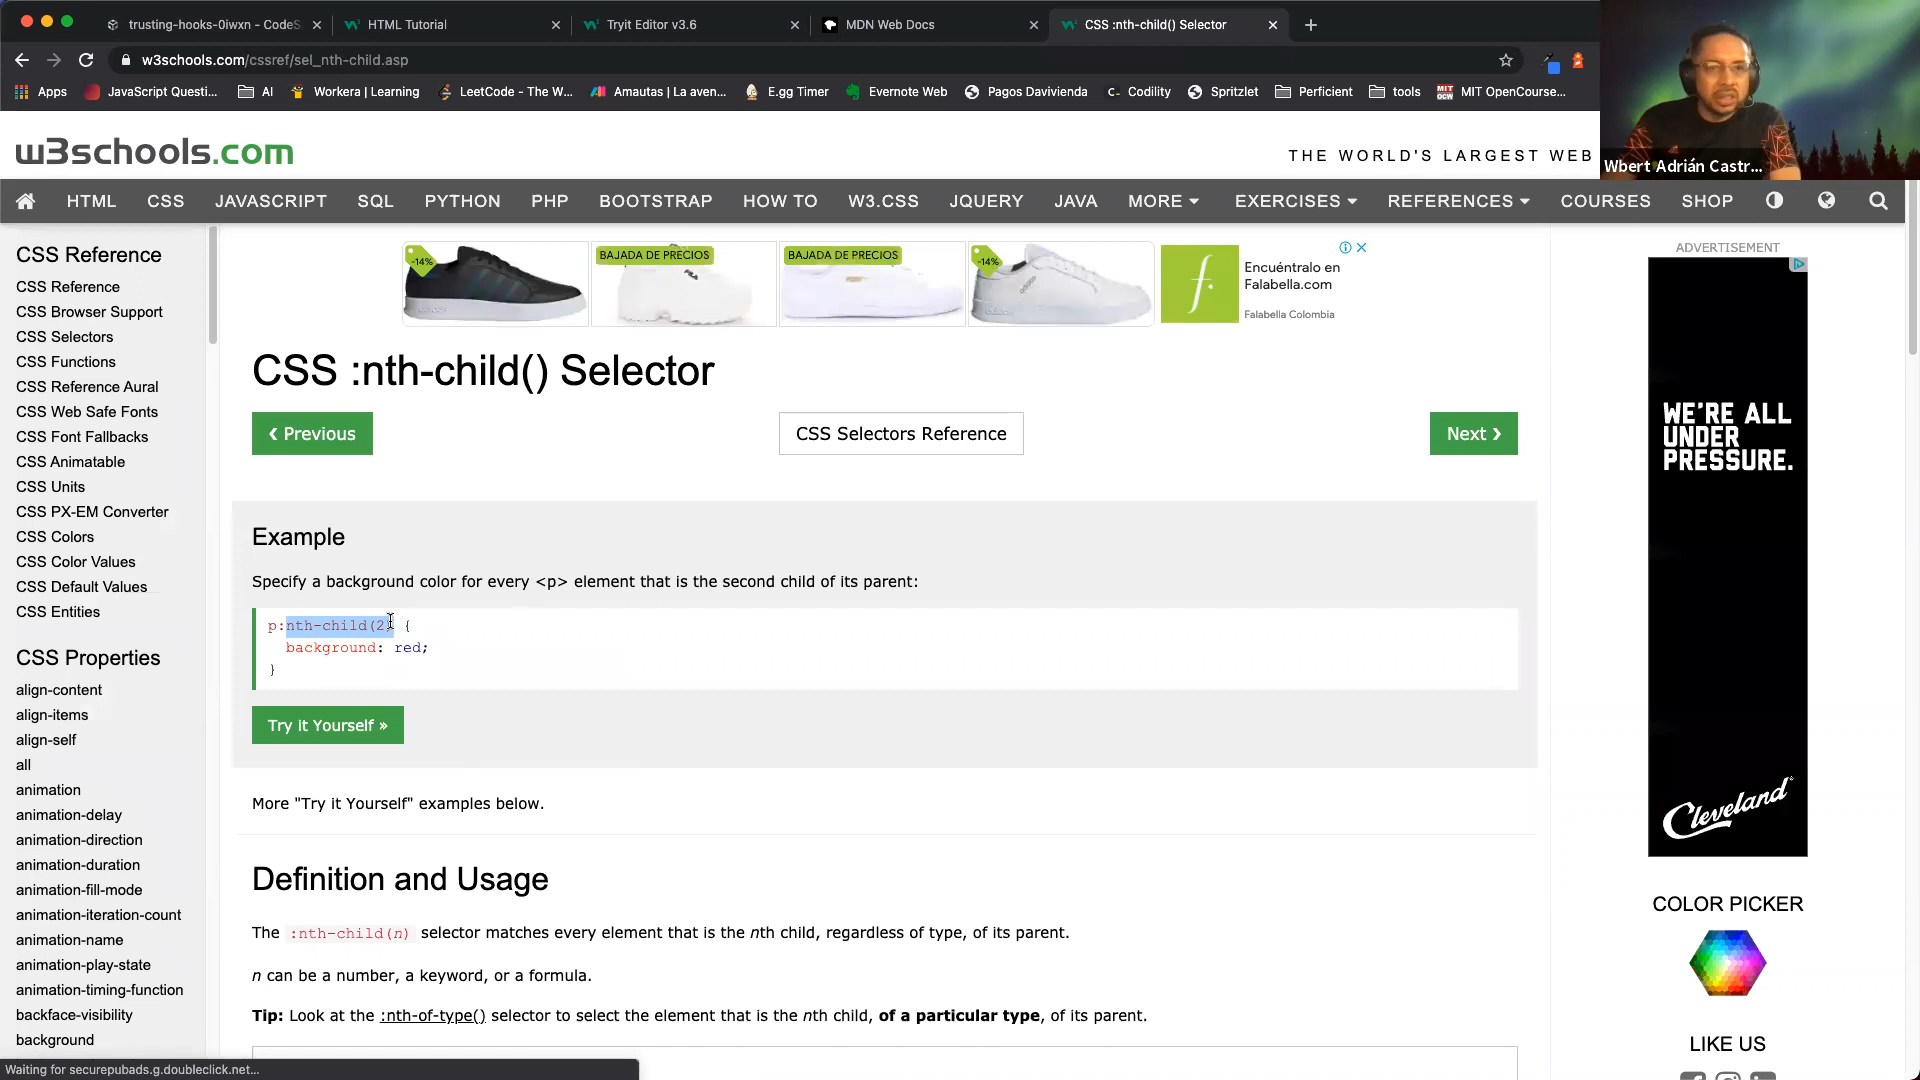 trusting-hooks-0iwxn - CodeS
HTML Tutorial
Tryit Editor v3.6
MDN Web Docs
CSS :nth-child() Selector
w3schools.com/cssref/sel_nth-child.asp
Apps
JavaScript Questi...
AI
Workera | Learning
LeetCode - The W...
Amautas | La aven...
E.gg Timer
Evernote Web
Pagos Davivienda
Codility
Spritzlet
Perficient
tools
MIT OpenCourse...
w3schools.com
THE WORLD'S LARGEST WEB
Wbert Adrián Castr...
HTML
CSS
JAVASCRIPT
SQL
PYTHON
PHP
BOOTSTRAP
HOW TO
W3.CSS
JQUERY
JAVA
MORE
EXERCISES
REFERENCES
COURSES
SHOP
CSS Reference
CSS Reference
CSS Browser Support
CSS Selectors
CSS Functions
CSS Reference Aural
CSS Web Safe Fonts
CSS Font Fallbacks
CSS Animatable
CSS Units
CSS PX-EM Converter
CSS Colors
CSS Color Values
CSS Default Values
CSS Entities
CSS Properties
align-content
align-items
align-self
all
animation
animation-delay
animation-direction
animation-duration
animation-fill-mode
animation-iteration-count
animation-name
animation-play-state
animation-timing-function
backface-visibility
background
-14%
BAJADA DE PRECIOS
FILA
BAJADA DE PRECIOS
-14%
adidas
f.
Encuéntralo en
Falabella.com
Falabella Colombia
CSS :nth-child() Selector
❮ Previous
CSS Selectors Reference
Next ❯
Example
Specify a background color for every <p> element that is the second child of its parent:
p:nth-child(2) {
background: red;
}
Try it Yourself »
More "Try it Yourself" examples below.
Definition and Usage
The :nth-child(n) selector matches every element that is the nth child, regardless of type, of its parent.
n can be a number, a keyword, or a formula.
Tip: Look at the :nth-of-type() selector to select the element that is the nth child, of a particular type, of its parent.
ADVERTISEMENT
WE'RE ALL
UNDER
PRESSURE.
Cleveland
COLOR PICKER
LIKE US
Waiting for securepubads.g.doubleclick.net...